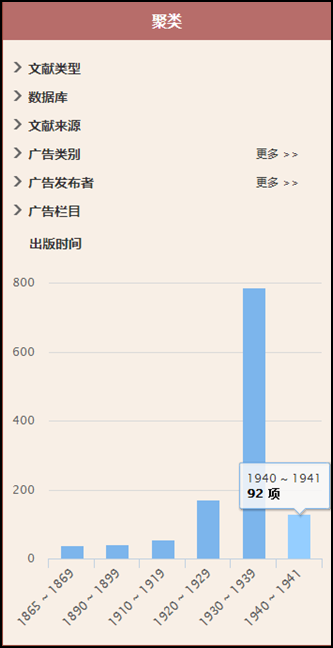 聚类
文献类型
数据库
文献来源
广告类别 更多 >>
广告发布者 更多 >>
广告栏目
出版时间
800
600
400
200
0
1940 ~ 1941
92 项
1865 ~ 1869
1890 ~ 1899
1910 ~ 1919
1920 ~ 1929
1930 ~ 1939
1940 ~ 1941